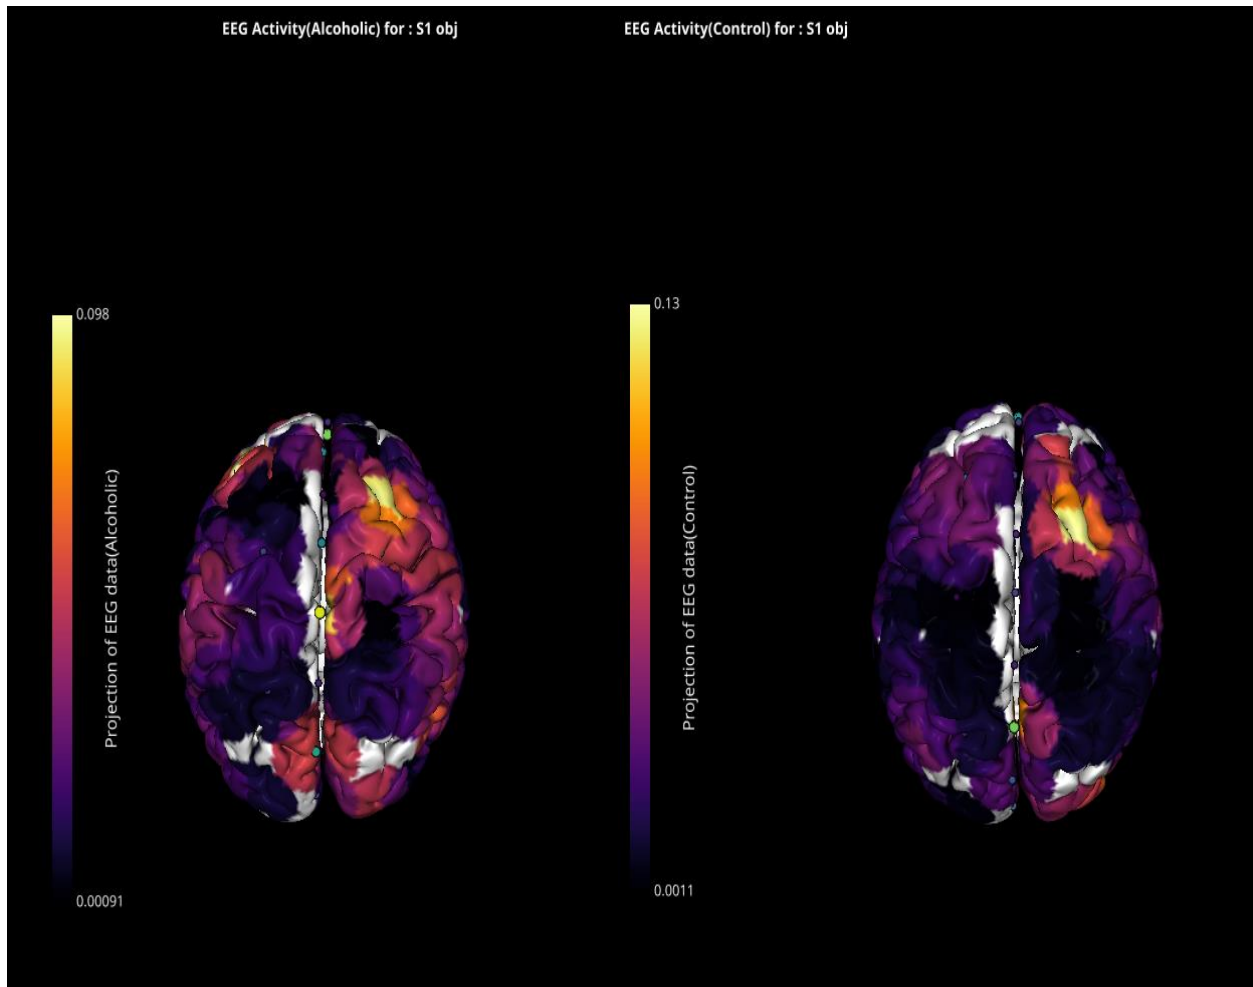 EEG Activity(Alcoholic) for : S1 obj
EEG Activity(Control) for : S1 obj
0.098
Projection of EEG data(Alcoholic)
0.00091
0.13
Projection of EEG data(Control)
0.0011